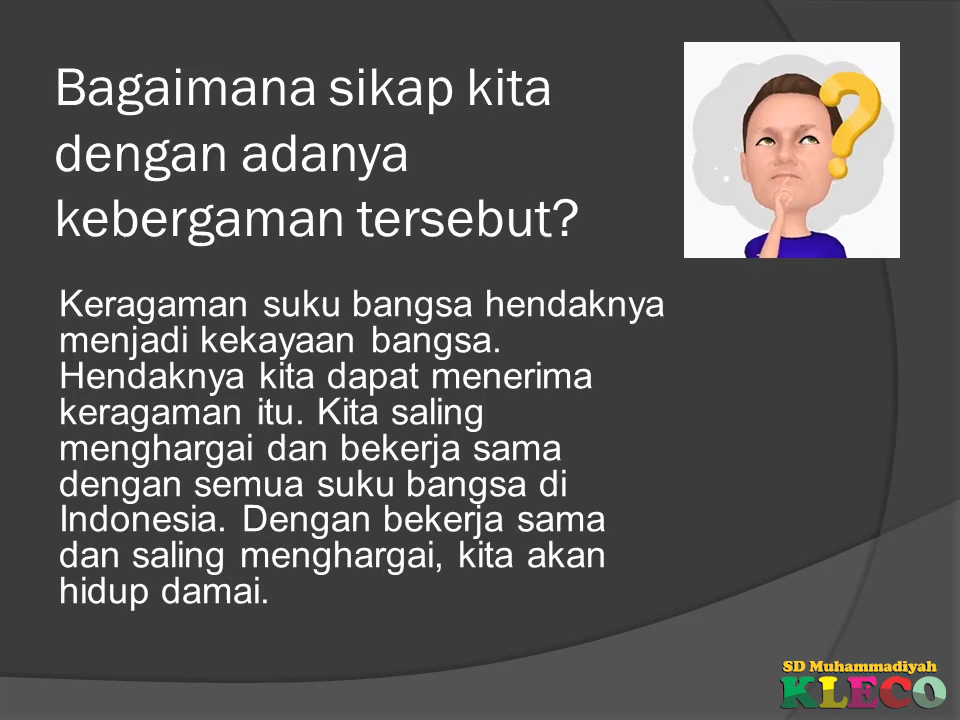 Bagaimana sikap kita
dengan adanya
kebergaman tersebut?
Keragaman suku bangsa hendaknya
menjadi kekayaan bangsa.
Hendaknya kita dapat menerima
keragaman itu. Kita saling
menghargai dan bekerja sama
dengan semua suku bangsa di
Indonesia. Dengan bekerja sama
dan saling menghargai, kita akan
hidup damai.
SD Muhammadiyah
KLECO